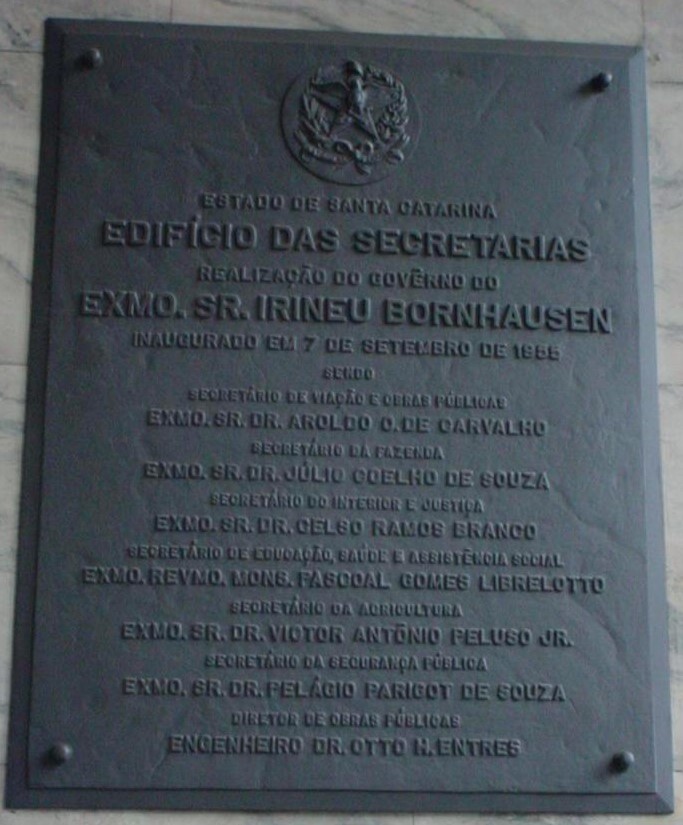 ESTADO DE SANTA CATARINA
EDIFÍCIO DAS SECRETARIAS
REALIZAÇÃO DO GOVÊRNO DO
EXMO. SR. IRINEU BORNHAUSEN
INAUGURADO EM 7 DE SETEMBRO DE 1955
SENDO
SECRETÁRIO DE VIAÇÃO E OBRAS PÚBLICAS
EXMO. SR. DR. AROLDO C. DE CARVALHO
SECRETÁRIO DA FAZENDA
EXMO. SR. DR. JÚLIO COELHO DE SOUZA
SECRETÁRIO DO INTERIOR E JUSTIÇA
EXMO. SR. DR. CELSO RAMOS BRANCO
SECRETÁRIO DE EDUCAÇÃO, SAÚDE E ASSISTÊNCIA SOCIAL
EXMO. REVMO. MONS. PASCOAL GOMES LIBRELOTTO
SECRETÁRIO DA AGRICULTURA
EXMO. SR. DR. VICTOR ANTÔNIO PELUSO JR.
SECRETÁRIO DA SEGURANÇA PÚBLICA
EXMO. SR. DR. PELÁGIO PARIGOT DE SOUZA
DIRETOR DE OBRAS PÚBLICAS
ENGENHEIRO DR. OTTO H. ENTRES